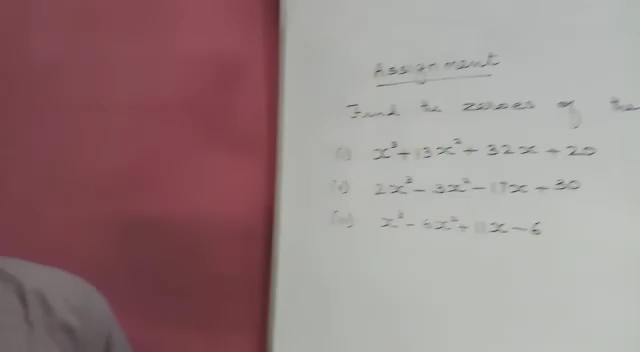 Assignment
Find the zeroes of the
(i) x³ + 13x² + 32x + 20
(ii) 2x³ - 3x² - 17x + 30
(iii) x³ - 6x² + 11x - 6